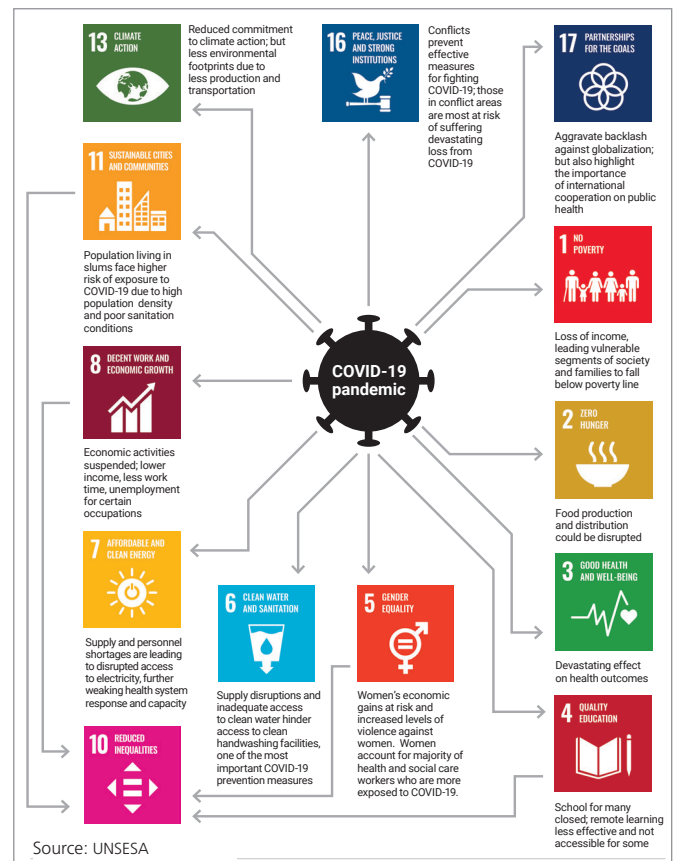 13 CLIMATE
ACTION
Reduced commitment
to climate action; but
less environmental
footprints due to
less production and
transportation
16 PEACE, JUSTICE
AND STRONG
INSTITUTIONS
Conflicts
prevent
effective
measures
for fighting
COVID-19; those
in conflict areas
are most at risk
of suffering
devastating
loss from
COVID-19
17 PARTNERSHIPS
FOR THE GOALS
Aggravate backlash
against globalization;
but also highlight
the importance
of international
cooperation on public
health
11 SUSTAINABLE CITIES
AND COMMUNITIES
Population living in
slums face higher
risk of exposure to
COVID-19 due to high
population density
and poor sanitation
conditions
1 NO
POVERTY
Loss of income,
leading vulnerable
segments of society
and families to fall
below poverty line
COVID-19
pandemic
8 DECENT WORK AND
ECONOMIC GROWTH
Economic activities
suspended; lower
income, less work
time, unemployment
for certain
occupations
2 ZERO
HUNGER
Food production
and distribution
could be disrupted
7 AFFORDABLE AND
CLEAN ENERGY
Supply and personnel
shortages are leading
to disrupted access
to electricity, further
weaking health system
response and capacity
6 CLEAN WATER
AND SANITATION
Supply disruptions and
inadequate access
to clean water hinder
access to clean
handwashing facilities,
one of the most
important COVID-19
prevention measures
5 GENDER
EQUALITY
Women's economic
gains at risk and
increased levels of
violence against
women. Women
account for majority of
health and social care
workers who are more
exposed to COVID-19.
3 GOOD HEALTH
AND WELL-BEING
Devastating effect
on health outcomes
4 QUALITY
EDUCATION
School for many
closed; remote learning
less effective and not
accessible for some
10 REDUCED
INEQUALITIES
Source: UNSESA